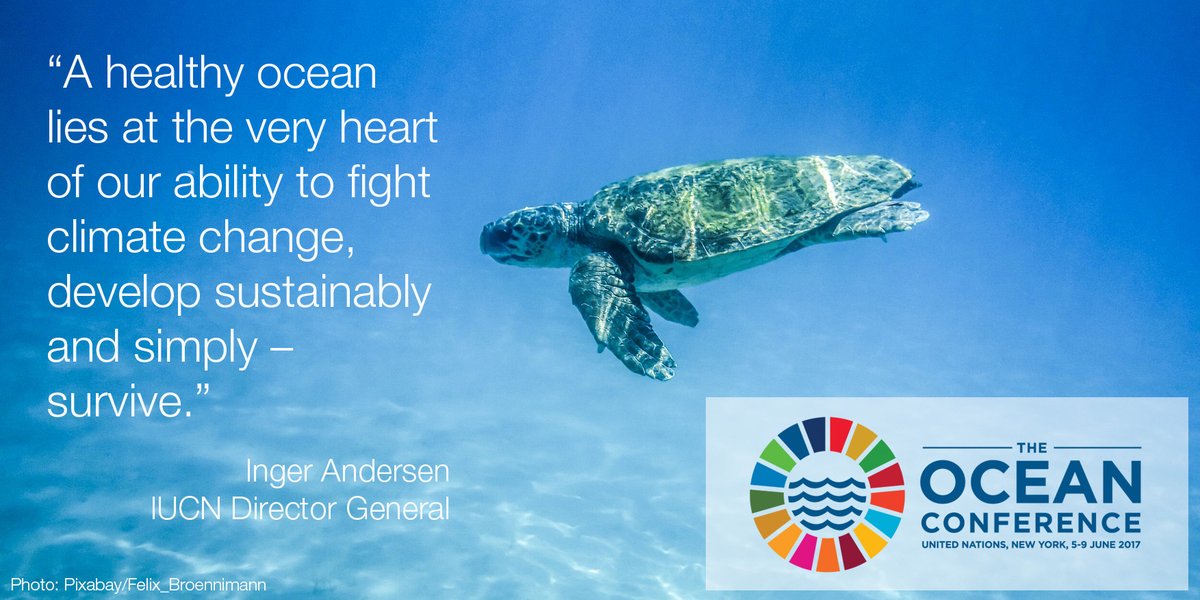 “A healthy ocean
lies at the very heart
of our ability to fight
climate change,
develop sustainably
and simply –
survive.”
Inger Andersen
IUCN Director General
THE
OCEAN
CONFERENCE
UNITED NATIONS, NEW YORK, 5-9 JUNE 2017
Photo: Pixabay/Felix_Broennimann